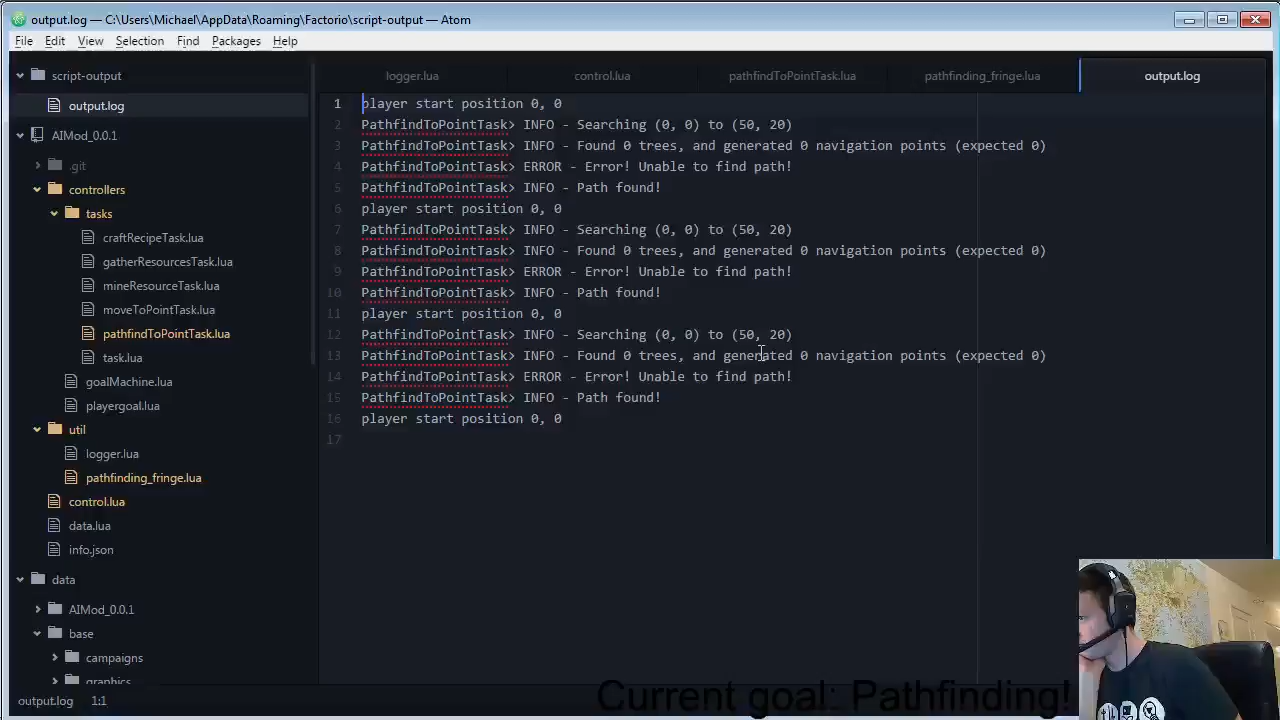 output.log — C:\Users\Michael\AppData\Roaming\Factorio\script-output — Atom
File Edit View Selection Find Packages Help
script-output
output.log
AIMod_0.0.1
.git
controllers
tasks
craftRecipeTask.lua
gatherResourcesTask.lua
mineResourceTask.lua
moveToPointTask.lua
pathfindToPointTask.lua
task.lua
goalMachine.lua
playergoal.lua
util
logger.lua
pathfinding_fringe.lua
control.lua
data.lua
info.json
data
AIMod_0.0.1
base
campaigns
graphics
logger.lua control.lua pathfindToPointTask.lua pathfinding_fringe.lua output.log
1 player start position 0, 0
2 PathfindToPointTask> INFO - Searching (0, 0) to (50, 20)
3 PathfindToPointTask> INFO - Found 0 trees, and generated 0 navigation points (expected 0)
4 PathfindToPointTask> ERROR - Error! Unable to find path!
5 PathfindToPointTask> INFO - Path found!
6 player start position 0, 0
7 PathfindToPointTask> INFO - Searching (0, 0) to (50, 20)
8 PathfindToPointTask> INFO - Found 0 trees, and generated 0 navigation points (expected 0)
9 PathfindToPointTask> ERROR - Error! Unable to find path!
10 PathfindToPointTask> INFO - Path found!
11 player start position 0, 0
12 PathfindToPointTask> INFO - Searching (0, 0) to (50, 20)
13 PathfindToPointTask> INFO - Found 0 trees, and generated 0 navigation points (expected 0)
14 PathfindToPointTask> ERROR - Error! Unable to find path!
15 PathfindToPointTask> INFO - Path found!
16 player start position 0, 0
17
output.log 1:1
Current goal: Pathfinding!